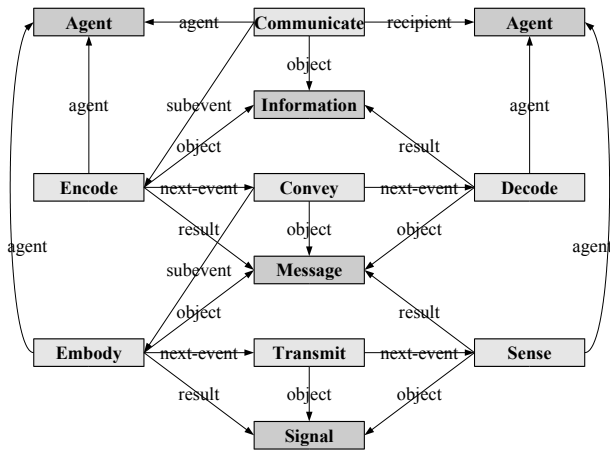 Agent agent Communicate recipient Agent
object
agent subevent Information agent
object result
Encode next-event Convey next-event Decode
result object object
agent subevent Message agent
object result
Embody next-event Transmit next-event Sense
result object object
Signal